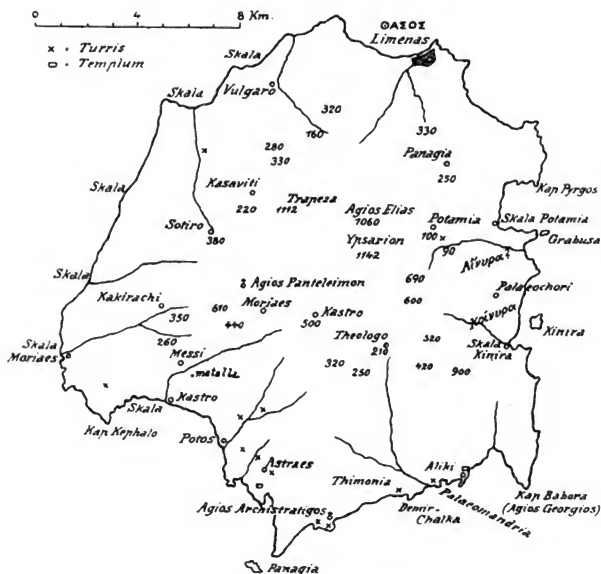 0 4 8 Km.
ΘΑΣΟΣ
Limenas
x = Turris
▭ = Templum
Skala
Skala
Vulgaro
320
160
330
280
330
Panagia
250
Skala
Kasaviti
Trapeza
220
1112
Kap Pyrgos
Agios Elias
1060
Potamia
Skala Potamia
Sotiro
380
100
Grabusa
Ypsarion
1142
90
Αἴνυρα?
Skala
Agios Panteleimon
690
Palaeochori
Kakirachi
610
Moriaes
600
Kastro
Κοίνυρα
350
440
500
Xinira
260
Theologo
520
Skala Xinira
Skala Moriaes
Messi
210
320
250
420
900
metalla
Kastro
Skala
Kap Kephalo
Potos
Astraes
Aliki
Thimonia
Agios Architstratigos
Demir-Chalka
Palaeomandria
Kap Babora
(Agios Georgios)
Panagia